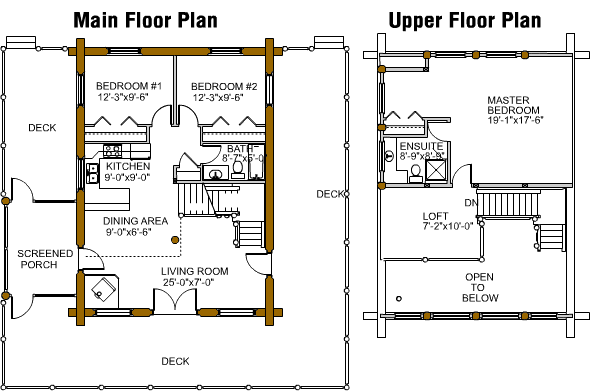 Main Floor Plan
BEDROOM #1
12'-3"x9'-6"
BEDROOM #2
12'-3"x9'-6"
DECK
BATH
8'-7"x5'-0"
KITCHEN
9'-0"x9'-0"
DECK
DINING AREA
9'-0"x6'-6"
SCREENED
PORCH
LIVING ROOM
25'-0"x7'-0"
DECK
Upper Floor Plan
MASTER
BEDROOM
19'-1"x17'-6"
ENSUITE
8'-9"x8'-9"
DN
LOFT
7'-2"x10'-0"
OPEN
TO
BELOW